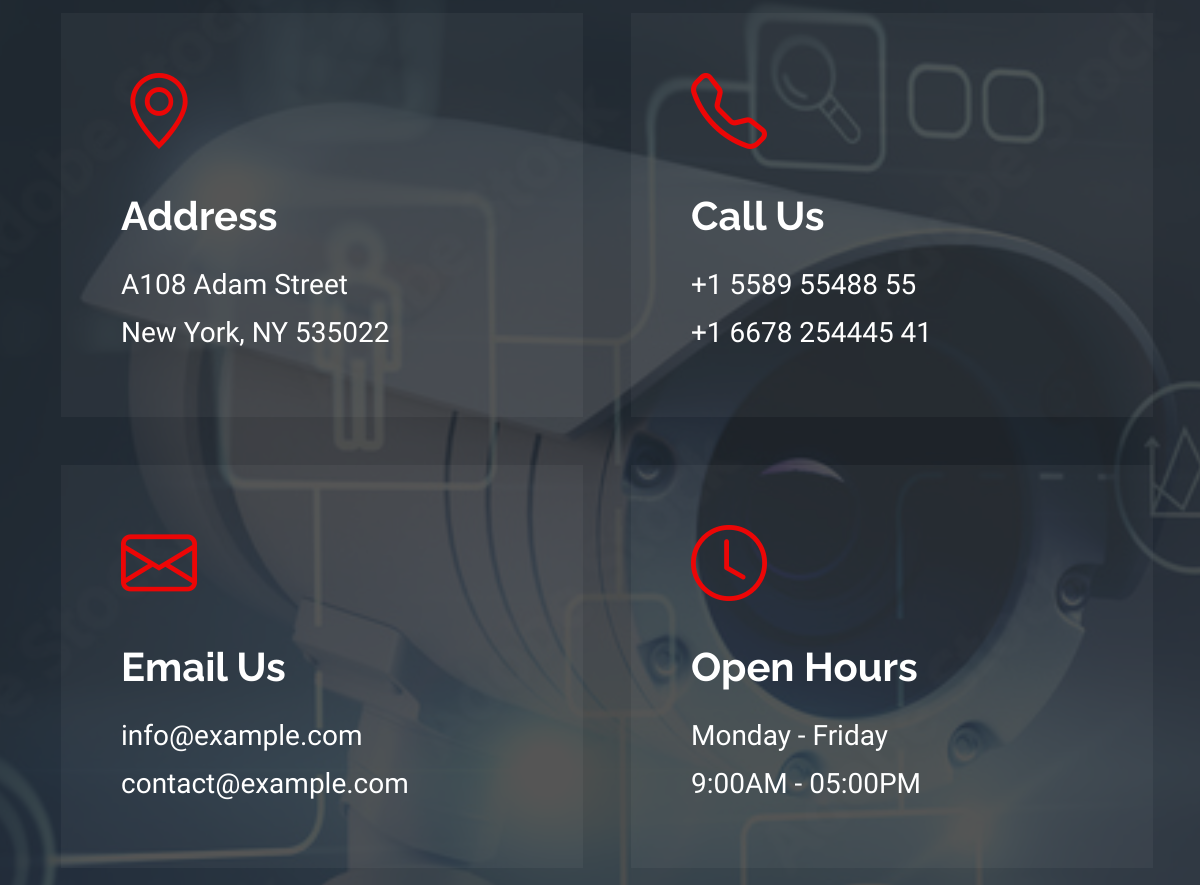 Address
A108 Adam Street
New York, NY 535022
Call Us
+1 5589 55488 55
+1 6678 254445 41
Email Us
info@example.com
contact@example.com
Open Hours
Monday - Friday
9:00AM - 05:00PM